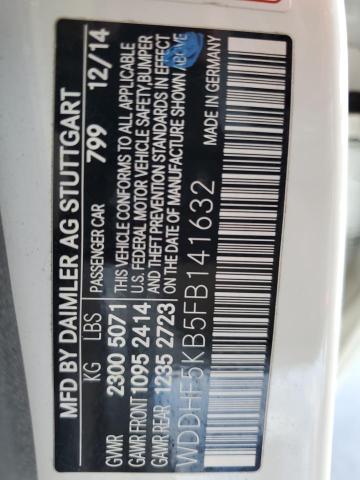 MFD BY DAIMLER AG STUTTGART
KG LBS PASSENGER CAR 799 12/14
GVWR 2300 5071 THIS VEHICLE CONFORMS TO ALL APPLICABLE
GAWR FRONT 1095 2414 U.S. FEDERAL MOTOR VEHICLE SAFETY, BUMPER
GAWR REAR 1235 2723 AND THEFT PREVENTION STANDARDS IN EFFECT
ON THE DATE OF MANUFACTURE SHOWN ABOVE
WDDHF5KB5FB141632 MADE IN GERMANY